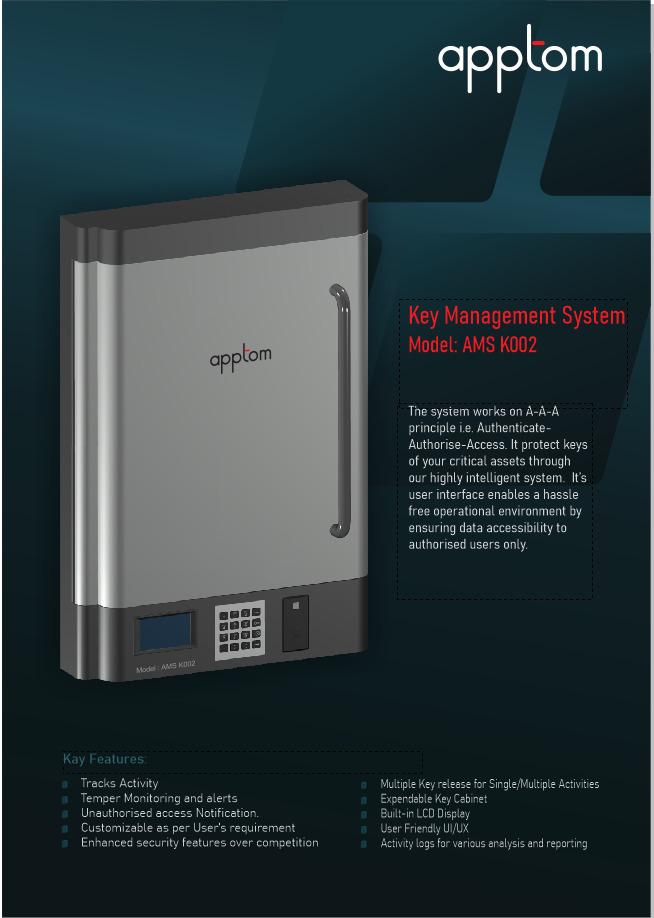 apptom
apptom
Key Management System
Model: AMS K002
The system works on A-A-A
principle i.e. Authenticate-
Authorise-Access. It protect keys
of your critical assets through
our highly intelligent system. It's
user interface enables a hassle
free operational environment by
ensuring data accessibility to
authorised users only.
Model : AMS K002
Kay Features:
Tracks Activity
Temper Monitoring and alerts
Unauthorised access Notification.
Customizable as per User's requirement
Enhanced security features over competition
Multiple Key release for Single/Multiple Activities
Expendable Key Cabinet
Built-in LCD Display
User Friendly UI/UX
Activity logs for various analysis and reporting